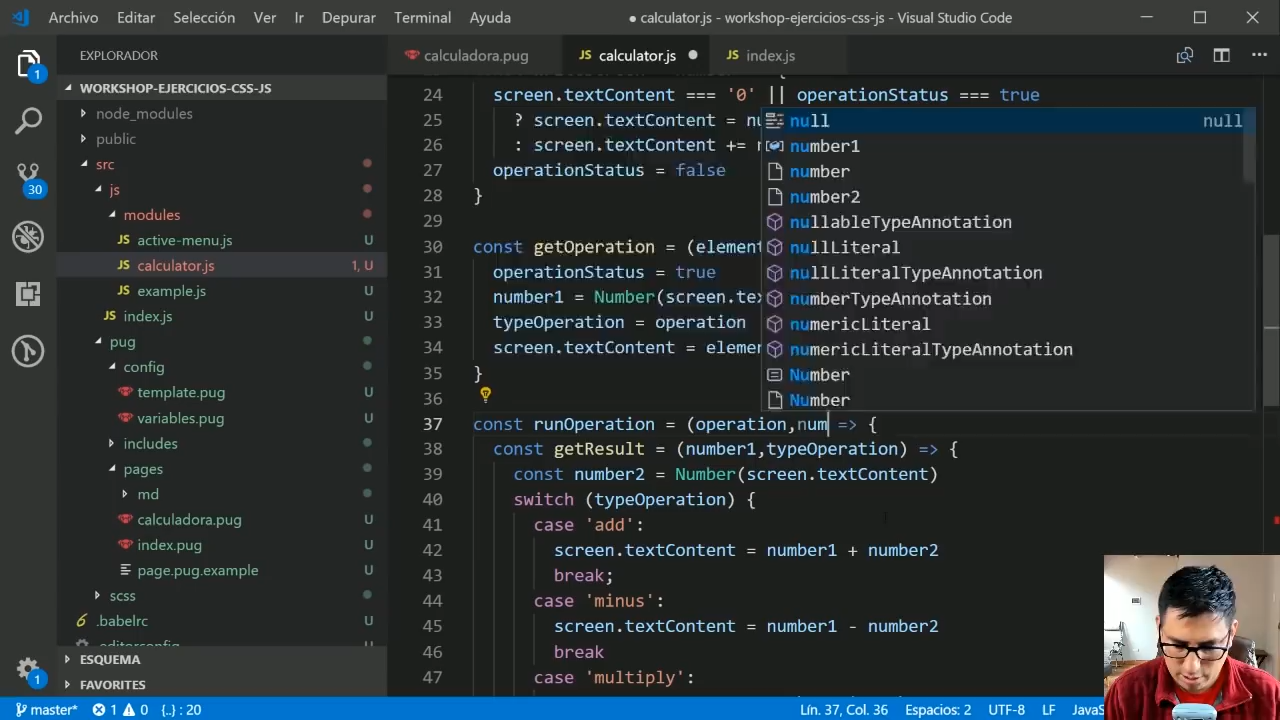 Archivo Editar Selección Ver Ir Depurar Terminal Ayuda
● calculator.js - workshop-ejercicios-css-js - Visual Studio Code
EXPLORADOR
calculadora.pug
JS calculator.js
JS index.js
1
WORKSHOP-EJERCICIOS-CSS-JS
node_modules
public
src
js
modules
JS active-menu.js U
JS calculator.js 1, U
JS example.js U
JS index.js U
pug
config
template.pug U
variables.pug U
includes
pages
md
calculadora.pug U
index.pug U
page.pug.example U
scss
.babelrc U
.editorconfig U
ESQUEMA
FAVORITES
30
1
24 screen.textContent === '0' || operationStatus === true
25 ? screen.textContent = nu
26 : screen.textContent +=
27 operationStatus = false
28 }
29
30 const getOperation = (element
31 operationStatus = true
32 number1 = Number(screen.tex
33 typeOperation = operation
34 screen.textContent = elemen
35 }
36
37 const runOperation = (operation,num => {
38 const getResult = (number1,typeOperation) => {
39 const number2 = Number(screen.textContent)
40 switch (typeOperation) {
41 case 'add':
42 screen.textContent = number1 + number2
43 break;
44 case 'minus':
45 screen.textContent = number1 - number2
46 break
47 case 'multiply':
null null
number1
number
number2
nullableTypeAnnotation
nullLiteral
nullLiteralTypeAnnotation
numberTypeAnnotation
numericLiteral
numericLiteralTypeAnnotation
Number
Number
master* 1 0 {..} : 20 Lín. 37, Col. 36 Espacios: 2 UTF-8 LF